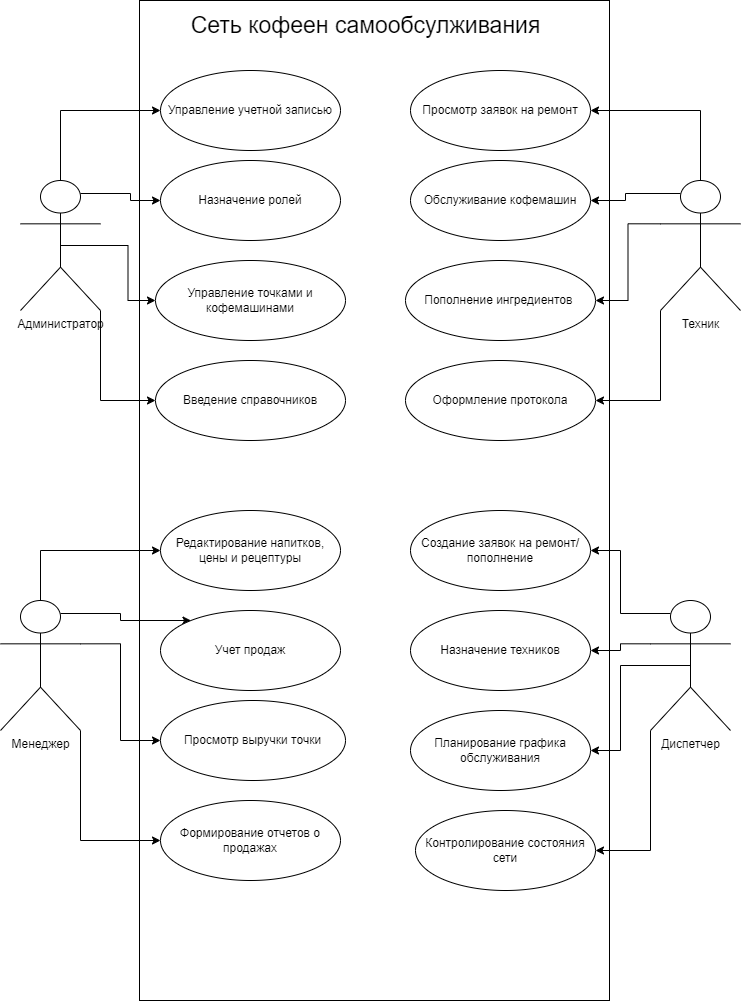 Сеть кофеен самообсулживания
Управление учетной записью
Просмотр заявок на ремонт
Назначение ролей
Обслуживание кофемашин
Управление точками и
кофемашинами
Пополнение ингредиентов
Администратор
Техник
Введение справочников
Оформление протокола
Редактирование напитков,
цены и рецептуры
Создание заявок на ремонт/
пополнение
Учет продаж
Назначение техников
Менеджер
Просмотр выручки точки
Планирование графика
обслуживания
Диспетчер
Формирование отчетов о
продажах
Контролирование состояния
сети